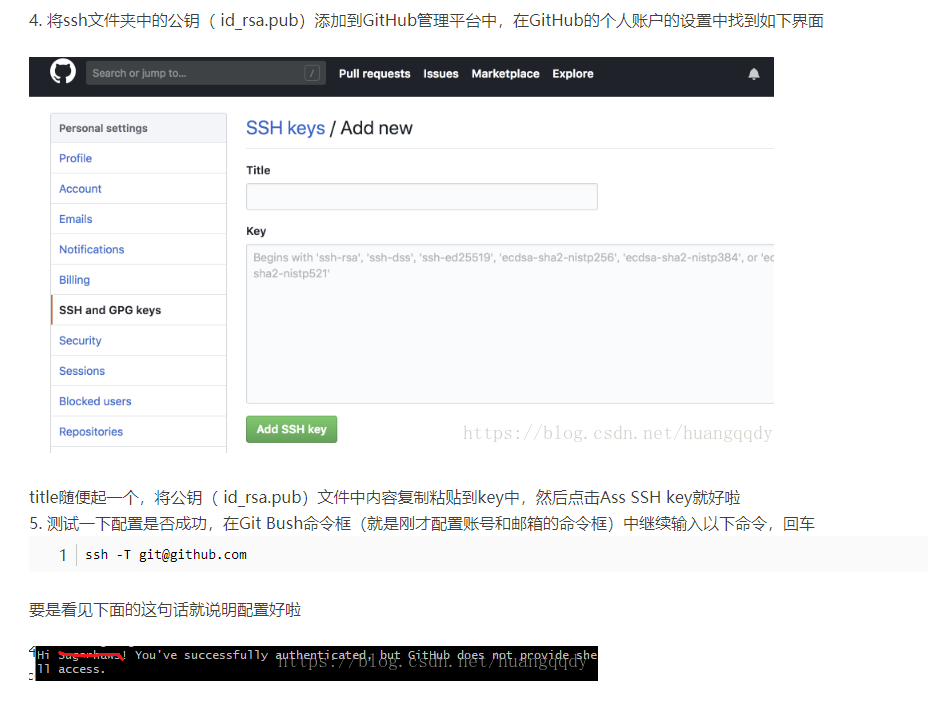 4. 将ssh文件夹中的公钥（ id_rsa.pub）添加到GitHub管理平台中，在GitHub的个人账户的设置中找到如下界面
Search or jump to... / Pull requests Issues Marketplace Explore
Personal settings
Profile
Account
Emails
Notifications
Billing
SSH and GPG keys
Security
Sessions
Blocked users
Repositories
SSH keys / Add new
Title
Key
Begins with 'ssh-rsa', 'ssh-dss', 'ssh-ed25519', 'ecdsa-sha2-nistp256', 'ecdsa-sha2-nistp384', or 'ec
sha2-nistp521'
Add SSH key
https://blog.csdn.net/huangqqdy
title随便起一个，将公钥（ id_rsa.pub）文件中内容复制粘贴到key中，然后点击Ass SSH key就好啦
5. 测试一下配置是否成功，在Git Bush命令框（就是刚才配置账号和邮箱的命令框）中继续输入以下命令，回车
1 ssh -T git@github.com
要是看见下面的这句话就说明配置好啦
Hi ! You've successfully authenticated, but GitHub does not provide she
ll access.
https://blog.csdn.net/huangqqdy